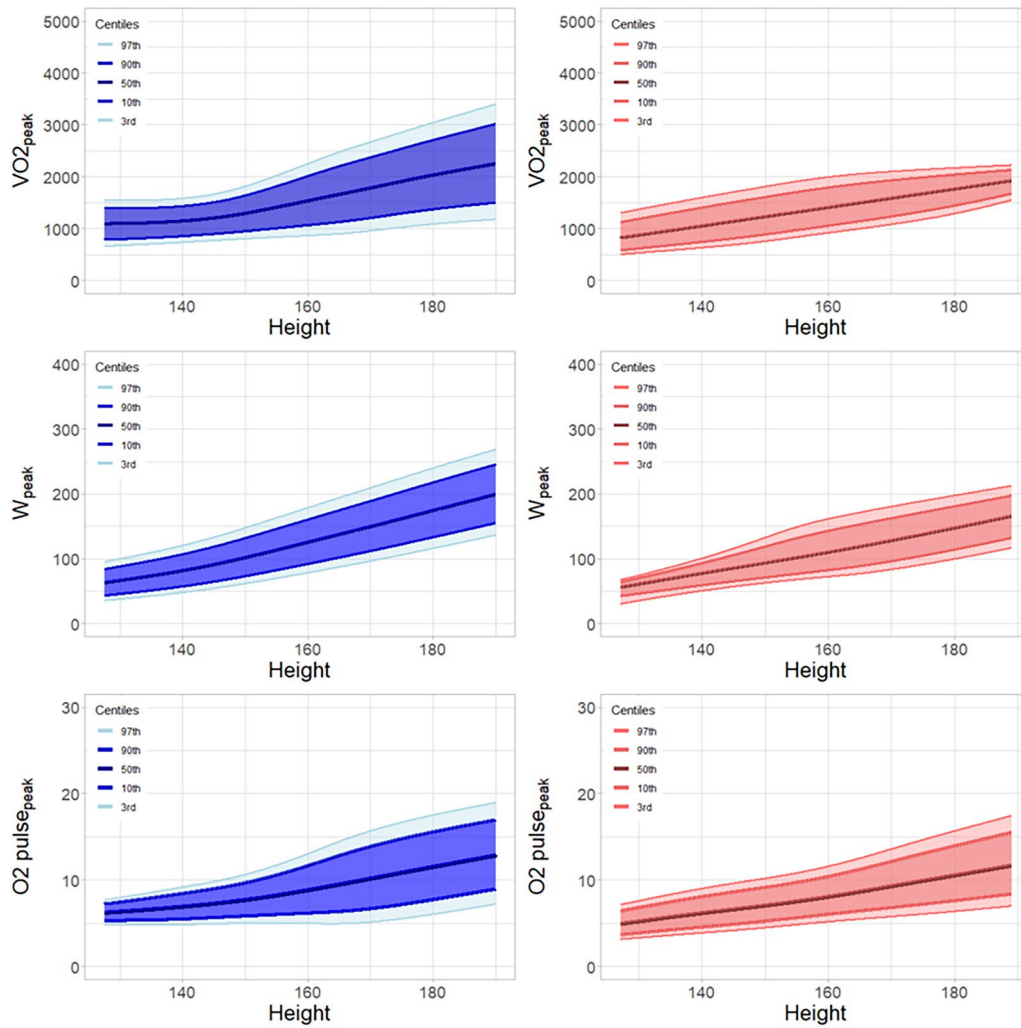 5000
4000
3000
2000
1000
0
VO2peak
Centiles
97th
90th
50th
10th
3rd
140 160 180
Height
5000
4000
3000
2000
1000
0
VO2peak
Centiles
97th
90th
50th
10th
3rd
140 160 180
Height
400
300
200
100
0
Wpeak
Centiles
97th
90th
50th
10th
3rd
140 160 180
Height
400
300
200
100
0
Wpeak
Centiles
97th
90th
50th
10th
3rd
140 160 180
Height
30
20
10
0
O2 pulsepeak
Centiles
97th
90th
50th
10th
3rd
140 160 180
Height
30
20
10
0
O2 pulsepeak
Centiles
97th
90th
50th
10th
3rd
140 160 180
Height